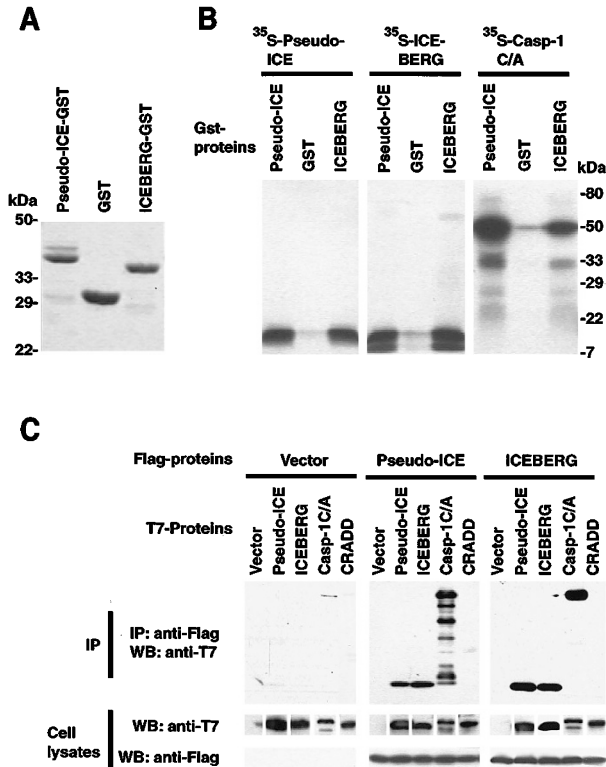 A
Pseudo-ICE-GST
GST
ICEBERG-GST
kDa
50-
33-
29-
22-
B
35S-Pseudo-
ICE
35S-ICE-
BERG
35S-Casp-1
C/A
Gst-
proteins
Pseudo-ICE
GST
ICEBERG
Pseudo-ICE
GST
ICEBERG
Pseudo-ICE
GST
ICEBERG
kDa
-80
-50
-33
-29
-22
-7
C
Flag-proteins
Vector
Pseudo-ICE
ICEBERG
T7-Proteins
Vector
Pseudo-ICE
ICEBERG
Casp-1C/A
CRADD
Vector
Pseudo-ICE
ICEBERG
Casp-1C/A
CRADD
Vector
Pseudo-ICE
ICEBERG
Casp-1C/A
CRADD
IP
IP: anti-Flag
WB: anti-T7
Cell
lysates
WB: anti-T7
WB: anti-Flag